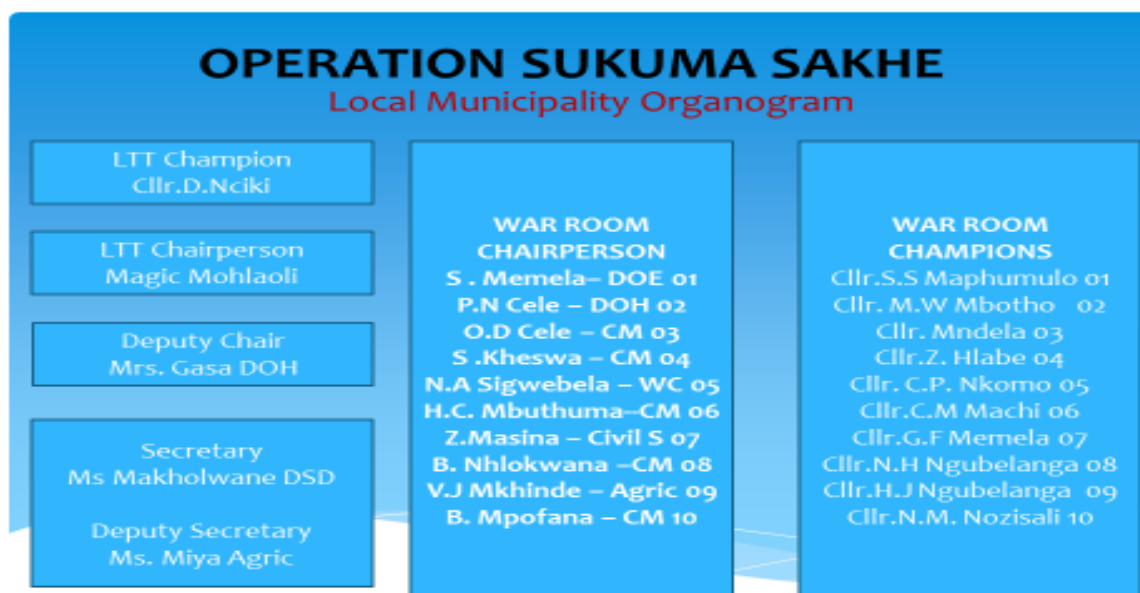 OPERATION SUKUMA SAKHE
Local Municipality Organogram
LTT Champion
Cllr.D.Nciki
LTT Chairperson
Magic Mohlaoli
Deputy Chair
Mrs. Gasa DOH
Secretary
Ms Makholwane DSD
Deputy Secretary
Ms. Miya Agric
WAR ROOM
CHAIRPERSON
S . Memela– DOE 01
P.N Cele – DOH 02
O.D Cele – CM 03
S .Kheswa – CM 04
N.A Sigwebela – WC 05
H.C. Mbuthuma–CM 06
Z.Masina – Civil S 07
B. Nhlokwana –CM 08
V.J Mkhinde – Agric 09
B. Mpofana – CM 10
WAR ROOM
CHAMPIONS
Cllr.S.S Maphumulo 01
Cllr. M.W Mbotho 02
Cllr. Mndela 03
Cllr.Z. Hlabe 04
Cllr. C.P. Nkomo 05
Cllr.C.M Machi 06
Cllr.G.F Memela 07
Cllr.N.H Ngubelanga 08
Cllr.H.J Ngubelanga 09
Cllr.N.M. Nozisali 10